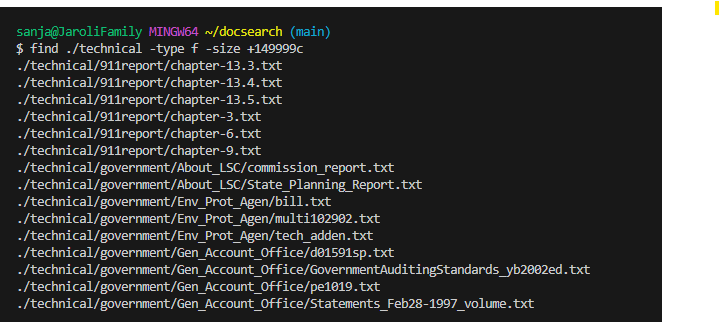 sanja@JaroliFamily MINGW64 ~/docsearch (main)
$ find ./technical -type f -size +149999c
./technical/911report/chapter-13.3.txt
./technical/911report/chapter-13.4.txt
./technical/911report/chapter-13.5.txt
./technical/911report/chapter-3.txt
./technical/911report/chapter-6.txt
./technical/911report/chapter-9.txt
./technical/government/About_LSC/commission_report.txt
./technical/government/About_LSC/State_Planning_Report.txt
./technical/government/Env_Prot_Agen/bill.txt
./technical/government/Env_Prot_Agen/multi102902.txt
./technical/government/Env_Prot_Agen/tech_adden.txt
./technical/government/Gen_Account_Office/d01591sp.txt
./technical/government/Gen_Account_Office/GovernmentAuditingStandards_yb2002ed.txt
./technical/government/Gen_Account_Office/pe1019.txt
./technical/government/Gen_Account_Office/Statements_Feb28-1997_volume.txt